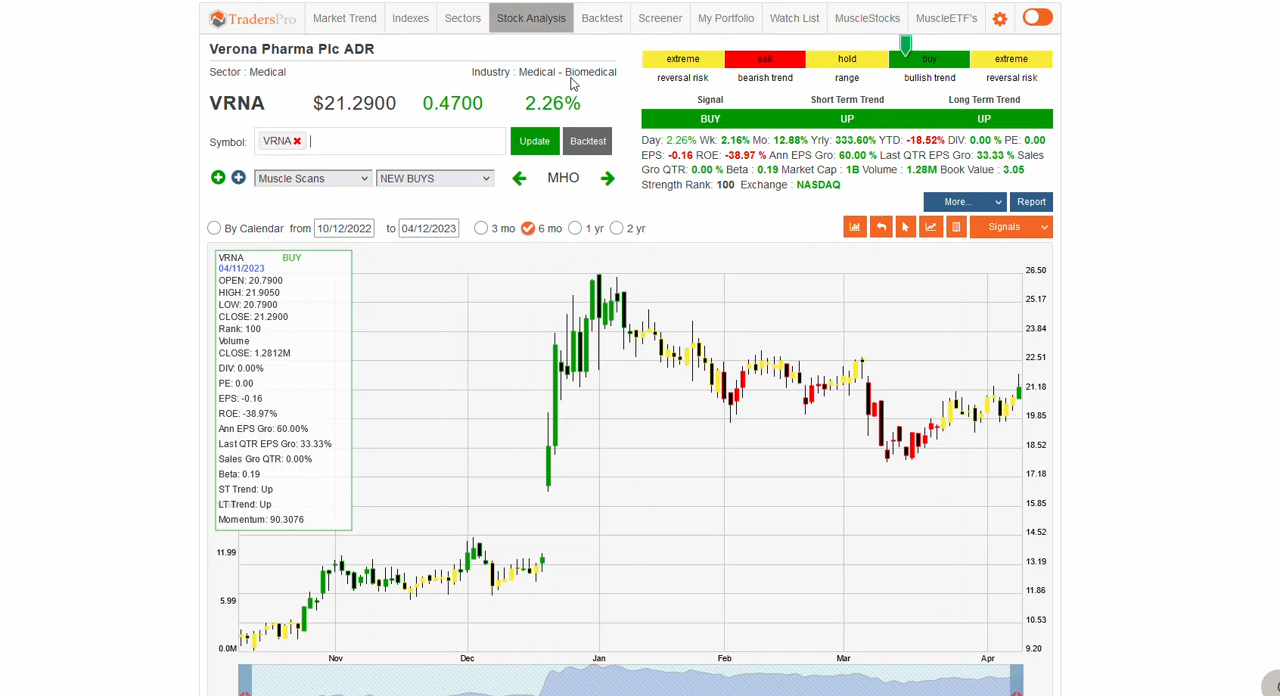 TradersPro Market Trend Indexes Sectors Stock Analysis Backtest Screener My Portfolio Watch List MuscleStocks MuscleETF's
Verona Pharma Plc ADR
Sector : Medical Industry : Medical - Biomedical
VRNA $21.2900 0.4700 2.26%
Symbol: VRNA Update Backtest
Muscle Scans NEW BUYS MHO
extreme sell hold buy extreme
reversal risk bearish trend range bullish trend reversal risk
Signal Short Term Trend Long Term Trend
BUY UP UP
Day: 2.26% Wk: 2.16% Mo: 12.88% Yrly: 333.60% YTD: -18.52% DIV: 0.00 % PE: 0.00
EPS: -0.16 ROE: -38.97 % Ann EPS Gro: 60.00 % Last QTR EPS Gro: 33.33 % Sales
Gro QTR: 0.00 % Beta : 0.19 Market Cap : 1B Volume : 1.28M Book Value : 3.05
Strength Rank: 100 Exchange : NASDAQ
More... Report
By Calendar from 10/12/2022 to 04/12/2023 3 mo 6 mo 1 yr 2 yr Signals
VRNA BUY
04/11/2023
OPEN: 20.7900
HIGH: 21.9050
LOW: 20.7900
CLOSE: 21.2900
Rank: 100
Volume
CLOSE: 1.2812M
DIV: 0.00%
PE: 0.00
EPS: -0.16
ROE: -38.97%
Ann EPS Gro: 60.00%
Last QTR EPS Gro: 33.33%
Sales Gro QTR: 0.00%
Beta: 0.19
ST Trend: Up
LT Trend: Up
Momentum: 90.3076
11.99
5.99
0.0M
26.50
25.17
23.84
22.51
21.18
19.85
18.52
17.18
15.85
14.52
13.19
11.86
10.53
9.20
Nov Dec Jan Feb Mar Apr